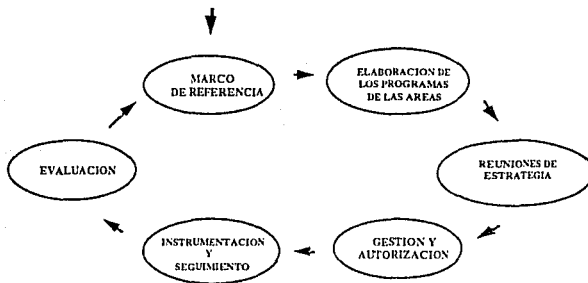 MARCO
DE REFERENCIA
ELABORACION DE
LOS PROGRAMAS
DE LAS AREAS
REUNIONES DE
ESTRATEGIA
GESTION Y
AUTORIZACION
INSTRUMENTACION
Y
SEGUIMIENTO
EVALUACION